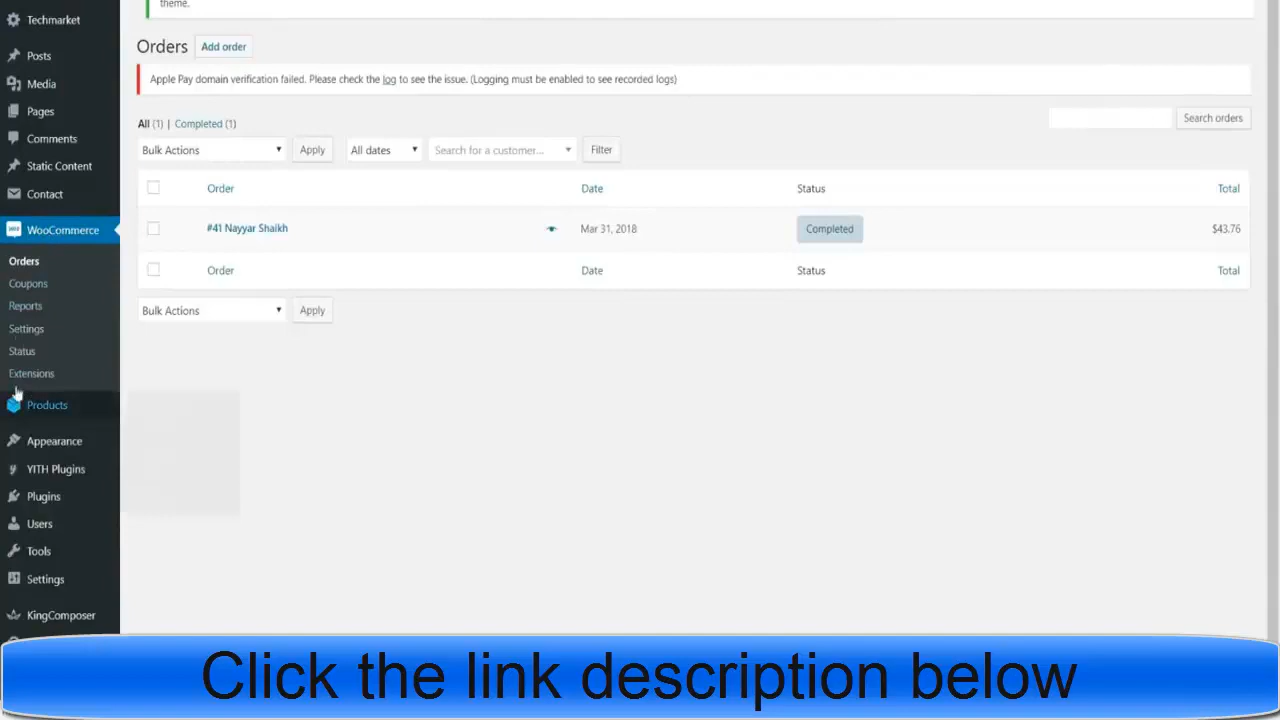 Techmarket
Posts
Media
Pages
Comments
Static Content
Contact
WooCommerce
Orders
Coupons
Reports
Settings
Status
Extensions
Products
Appearance
YITH Plugins
Plugins
Users
Tools
Settings
KingComposer
theme.
Orders Add order
Apple Pay domain verification failed. Please check the log to see the issue. (Logging must be enabled to see recorded logs)
All (1) | Completed (1)
Search orders
Bulk Actions Apply All dates Search for a customer... Filter
Order Date Status Total
#41 Nayyar Shaikh Mar 31, 2018 Completed $43.76
Order Date Status Total
Bulk Actions Apply
Click the link description below